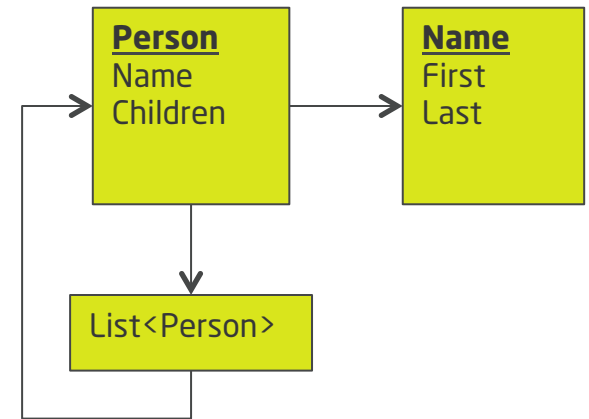 Person
Name
Children
Name
First
Last
List<Person>